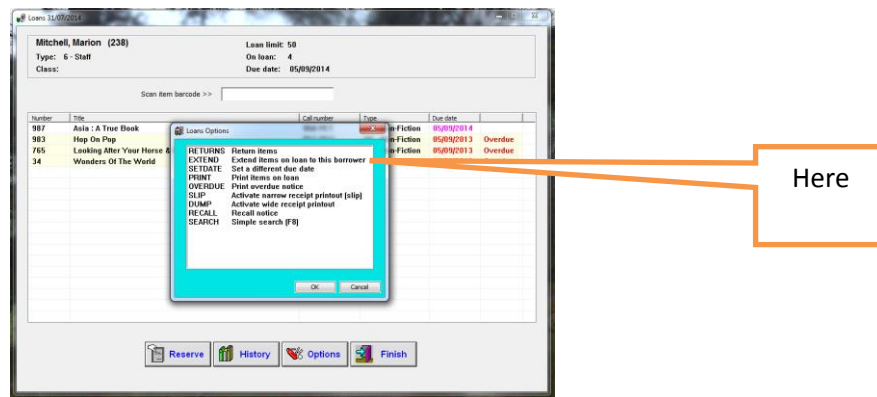 Loans 31/07/2014
Mitchell, Marion (238)
Loan limit: 50
Type: 6 - Staff
On loan: 4
Class:
Due date: 05/09/2014
Scan item barcode >>
Number Title Call number Type Due date
987 Asia : A True Book n-Fiction 05/09/2014
983 Hop On Pop n-Fiction 05/09/2013 Overdue
765 Looking After Your Horse & n-Fiction 05/09/2013 Overdue
34 Wonders Of The World Overdue
Loans Options
RETURNS Return items
EXTEND Extend items on loan to this borrower
SETDATE Set a different due date
PRINT Print items on loan
OVERDUE Print overdue notice
SLIP Activate narrow receipt printout [slip]
DUMP Activate wide receipt printout
RECALL Recall notice
SEARCH Simple search [F8]
OK Cancel
Reserve History Options Finish
Here